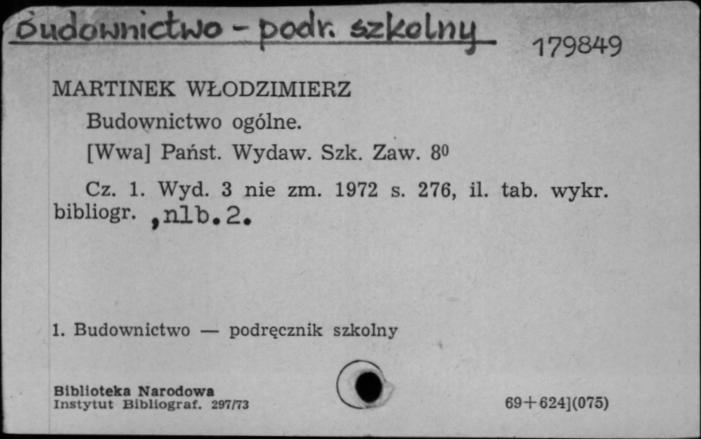 Budownictwo - podr. szkolny
179849
MARTINEK WŁODZIMIERZ
Budownictwo ogólne.
[Wwa] Państ. Wydaw. Szk. Zaw. 8⁰
Cz. 1. Wyd. 3 nie zm. 1972 s. 276, il. tab. wykr.
bibliogr. , nlb. 2.
1. Budownictwo — podręcznik szkolny
Biblioteka Narodowa
Instytut Bibliograf. 297/73
69+624](075)